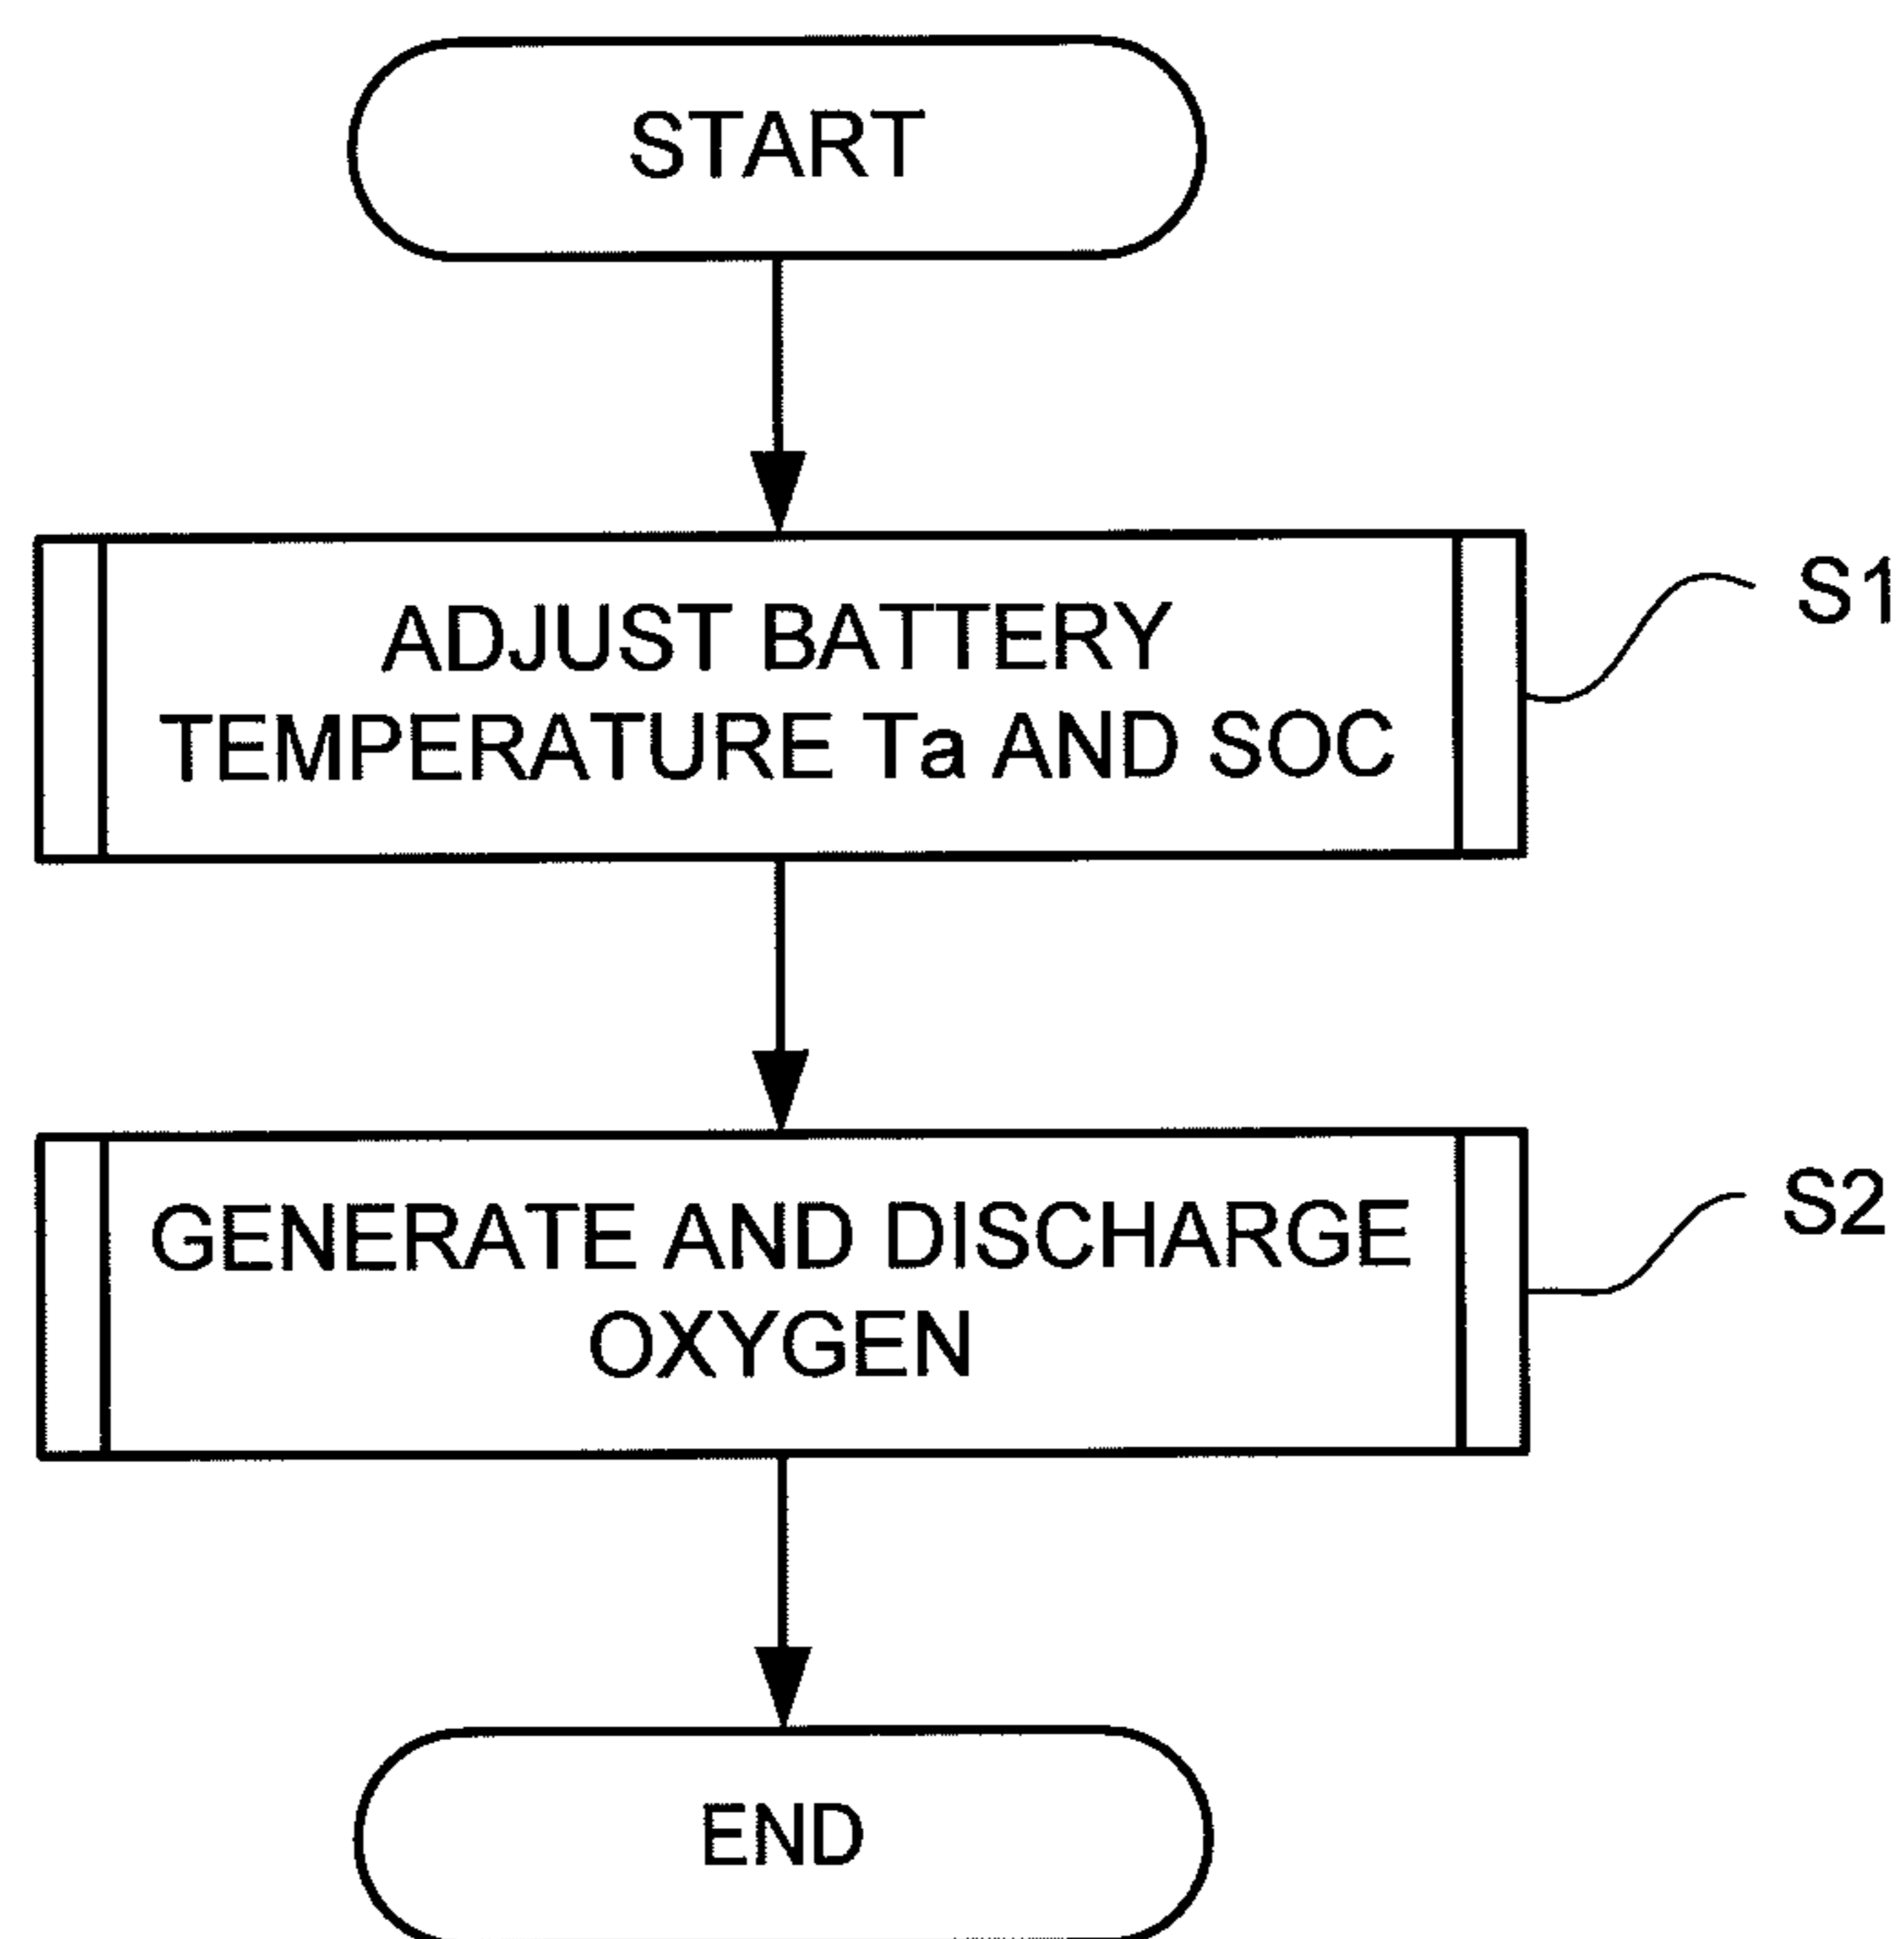 START
ADJUST BATTERY
TEMPERATURE Ta AND SOC
S1
GENERATE AND DISCHARGE
OXYGEN
S2
END